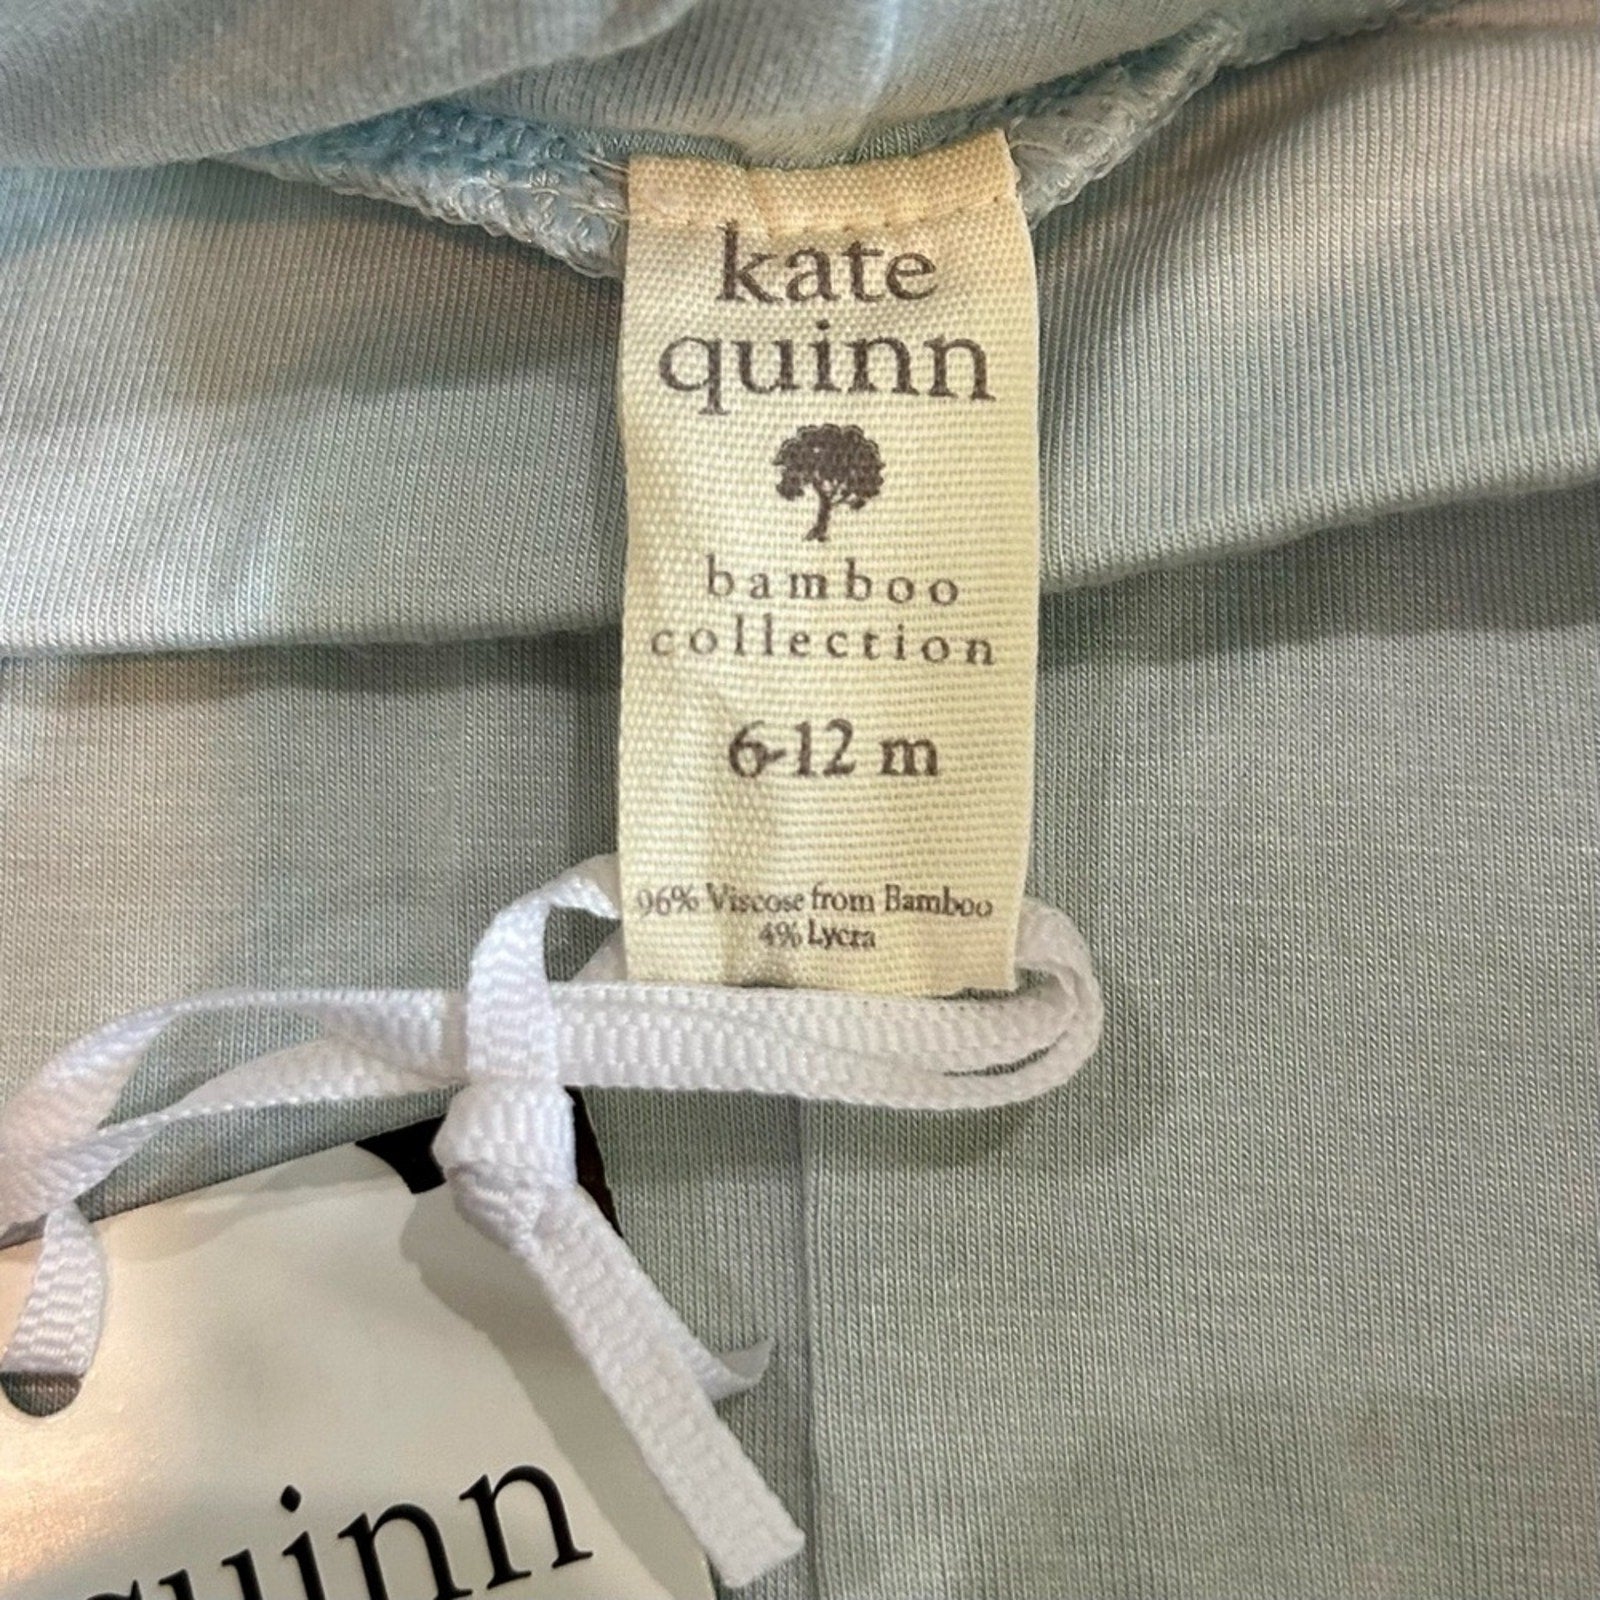 kate
quinn
bamboo
collection
6-12 m
96% Viscose from Bamboo
4% Lycra
quinn